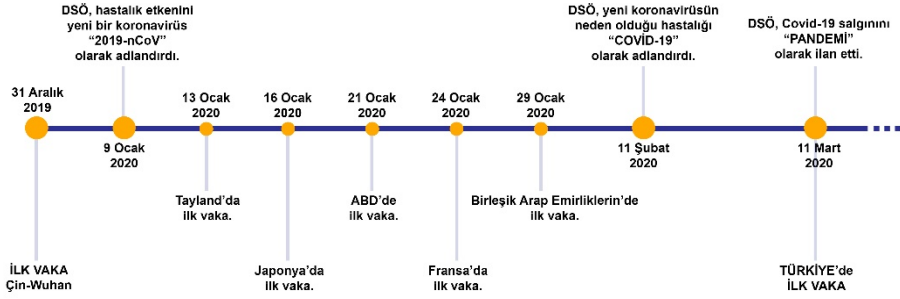 DSÖ, hastalık etkenini
yeni bir koronavirüs
“2019-nCoV”
olarak adlandırdı.
DSÖ, yeni koronavirüsün
neden olduğu hastalığı
“COVİD-19”
olarak adlandırdı.
DSÖ, Covid-19 salgınını
“PANDEMİ”
olarak ilan etti.
31 Aralık
2019
13 Ocak
2020
16 Ocak
2020
21 Ocak
2020
24 Ocak
2020
29 Ocak
2020
9 Ocak
2020
11 Şubat
2020
11 Mart
2020
Tayland’da
ilk vaka.
ABD’de
ilk vaka.
Birleşik Arap Emirliklerin’de
ilk vaka.
İLK VAKA
Çin-Wuhan
Japonya’da
ilk vaka.
Fransa’da
ilk vaka.
TÜRKİYE’de
İLK VAKA